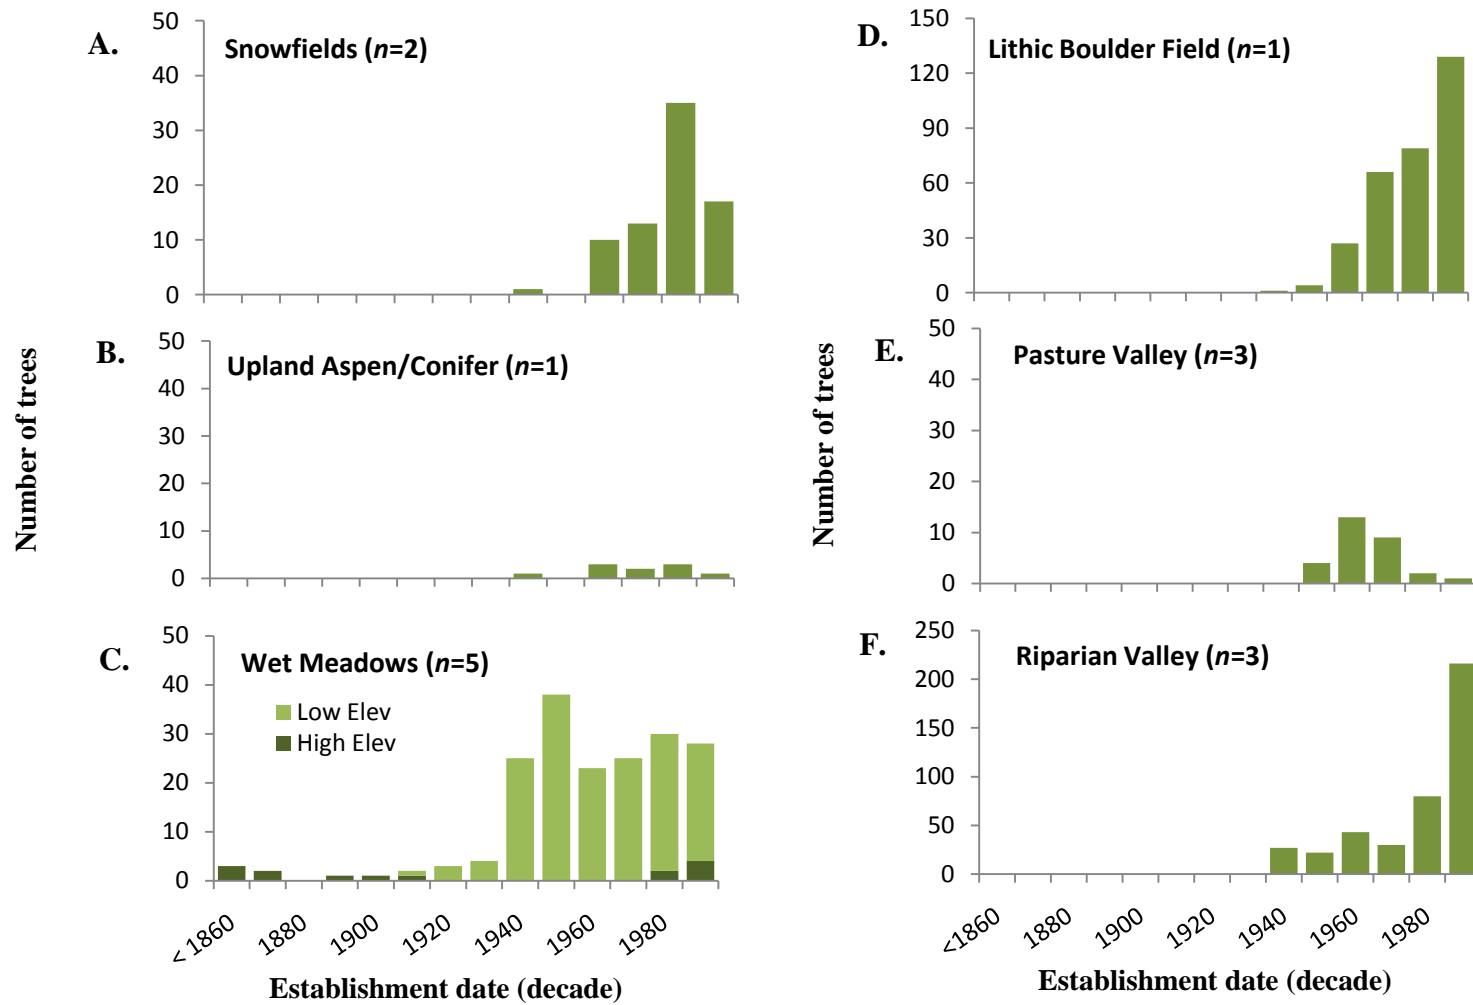 A.
Snowfields (n=2)
50
40
30
20
10
0
B.
Upland Aspen/Conifer (n=1)
50
40
30
20
10
0
Number of trees
C.
Wet Meadows (n=5)
Low Elev
High Elev
50
40
30
20
10
0
<1860
1880
1900
1920
1940
1960
1980
Establishment date (decade)
D.
Lithic Boulder Field (n=1)
150
120
90
60
30
0
E.
Pasture Valley (n=3)
50
40
30
20
10
0
Number of trees
F.
Riparian Valley (n=3)
250
200
150
100
50
0
<1860
1880
1900
1920
1940
1960
1980
Establishment date (decade)